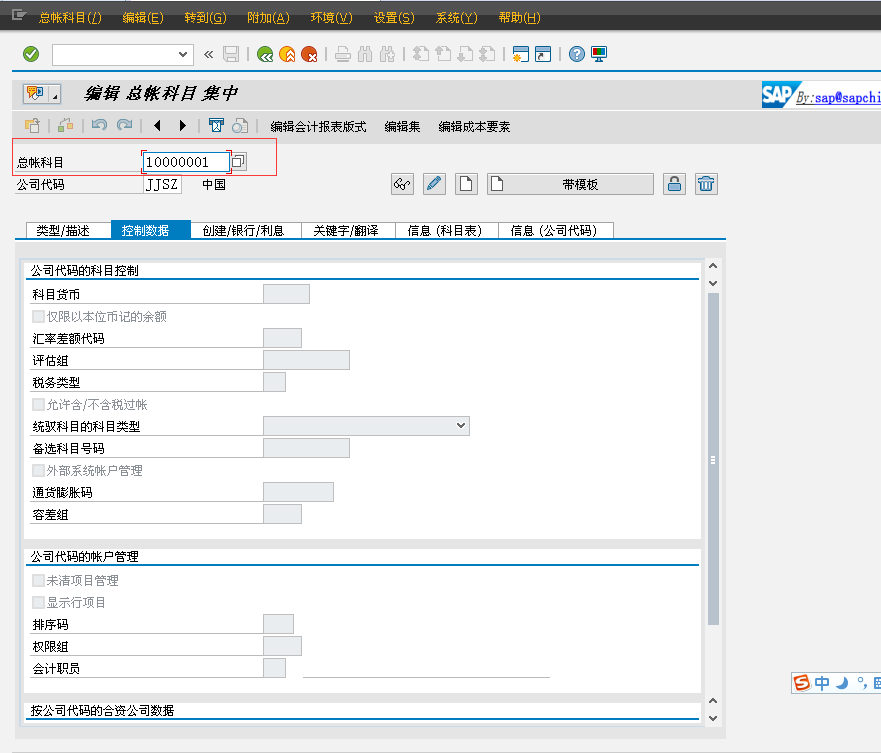 总帐科目(I) 编辑(E) 转到(G) 附加(A) 环境(V) 设置(S) 系统(Y) 帮助(H)
编辑 总帐科目 集中
SAP By:sap@sapchi
编辑会计报表版式 编辑集 编辑成本要素
总帐科目 10000001
公司代码 JJSZ 中国 带模板
类型/描述 控制数据 创建/银行/利息 关键字/翻译 信息 (科目表) 信息 (公司代码)
公司代码的科目控制
科目货币
仅限以本位币记的余额
汇率差额代码
评估组
税务类型
允许含/不含税过帐
统驭科目的科目类型
备选科目号码
外部系统帐户管理
通货膨胀码
容差组
公司代码的帐户管理
未清项目管理
显示行项目
排序码
权限组
会计职员
按公司代码的合资公司数据
中